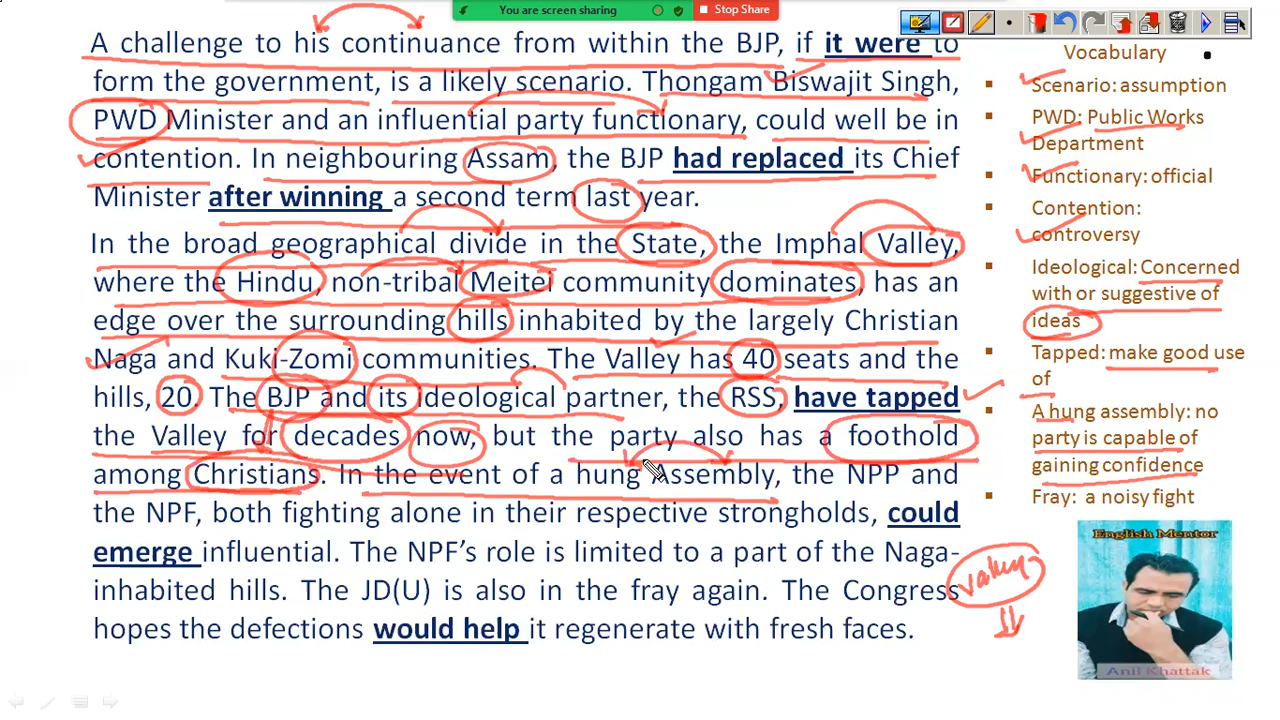 You are screen sharing
Stop Share
A challenge to his continuance from within the BJP, if it were to
form the government, is a likely scenario. Thongam Biswajit Singh,
PWD Minister and an influential party functionary, could well be in
contention. In neighbouring Assam, the BJP had replaced its Chief
Minister after winning a second term last year.
In the broad geographical divide in the State, the Imphal Valley,
where the Hindu, non-tribal Meitei community dominates, has an
edge over the surrounding hills inhabited by the largely Christian
Naga and Kuki-Zomi communities. The Valley has 40 seats and the
hills, 20. The BJP and its ideological partner, the RSS, have tapped
the Valley for decades now, but the party also has a foothold
among Christians. In the event of a hung Assembly, the NPP and
the NPF, both fighting alone in their respective strongholds, could
emerge influential. The NPF's role is limited to a part of the Naga-
inhabited hills. The JD(U) is also in the fray again. The Congress
hopes the defections would help it regenerate with fresh faces.
Vocabulary
Scenario: assumption
PWD: Public Works
Department
Functionary: official
Contention:
controversy
Ideological: Concerned
with or suggestive of
ideas
Tapped: make good use
of
A hung assembly: no
party is capable of
gaining confidence
Fray: a noisy fight
English Mentor
valley
Anil Khattak